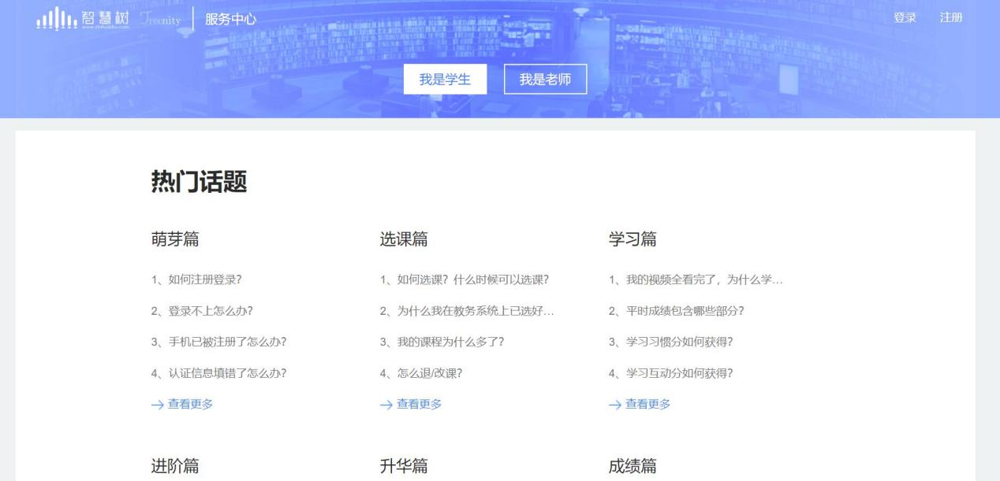 智慧树 Treenity 服务中心 登录 注册
www.zhihuishu.com
我是学生 我是老师
热门话题
萌芽篇
1、如何注册登录?
2、登录不上怎么办?
3、手机已被注册了怎么办?
4、认证信息填错了怎么办?
查看更多
选课篇
1、如何选课？什么时候可以选课?
2、为什么我在教务系统上已选好…
3、我的课程为什么多了?
4、怎么退/改课?
查看更多
学习篇
1、我的视频全看完了，为什么学…
2、平时成绩包含哪些部分?
3、学习习惯分如何获得?
4、学习互动分如何获得?
查看更多
进阶篇
升华篇
成绩篇